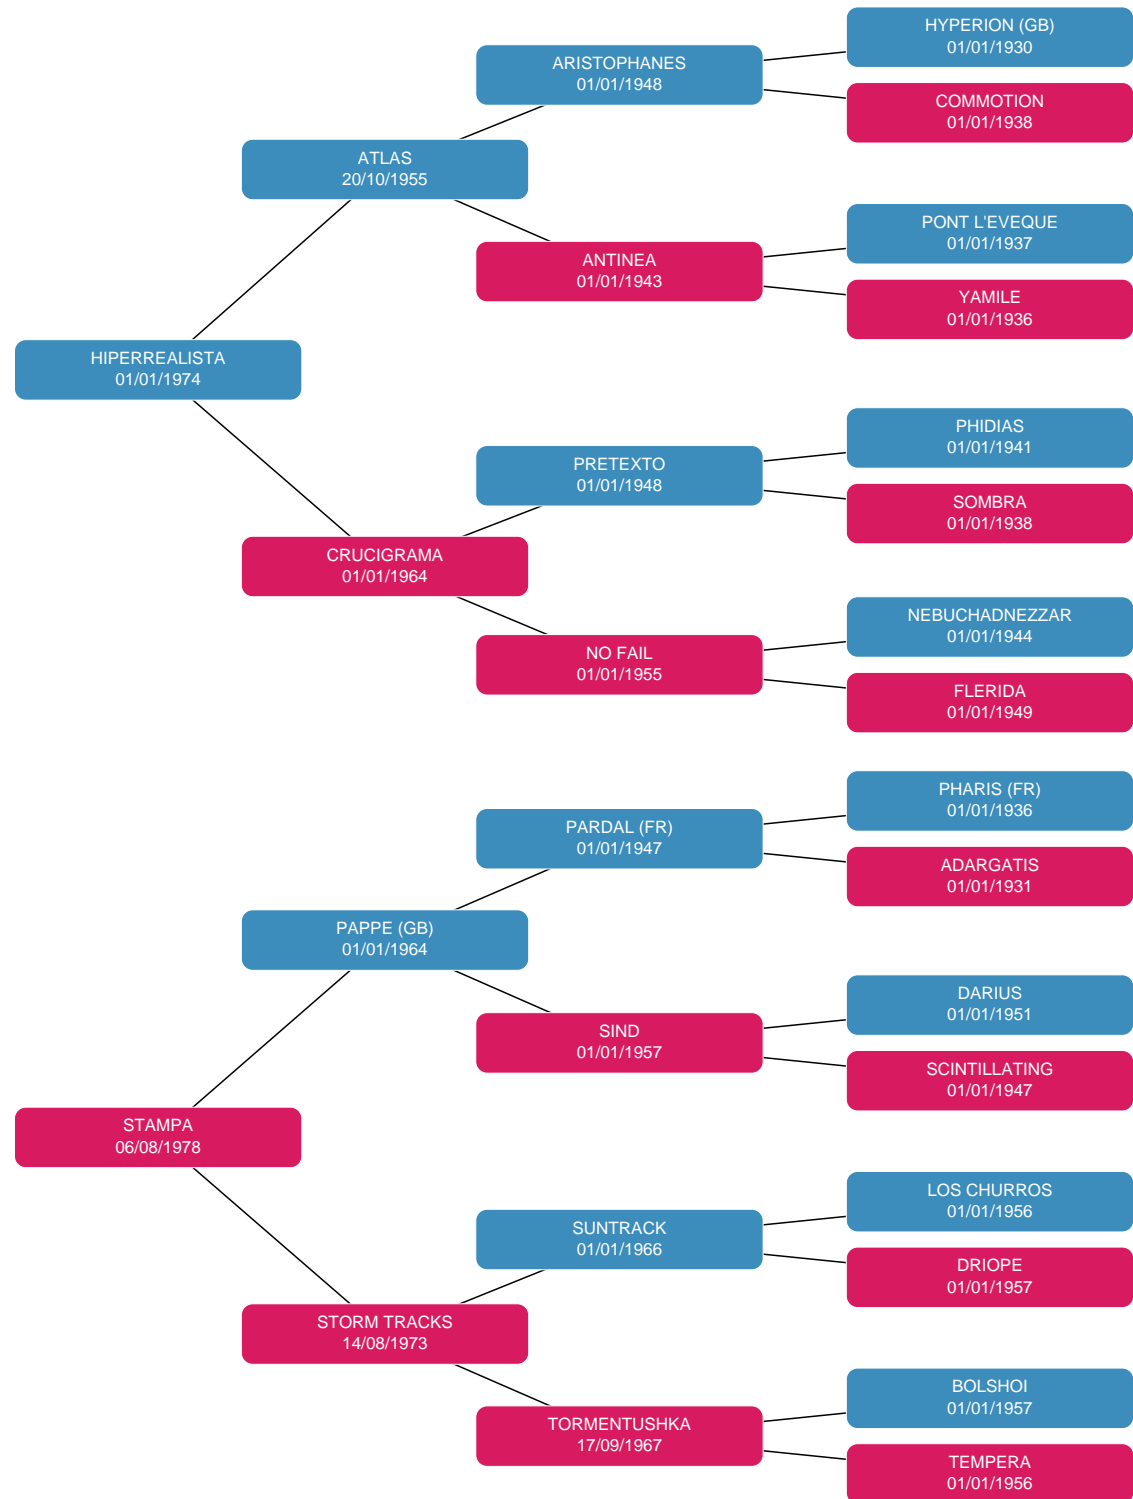 HYPERION (GB)
01/01/1930
ARISTOPHANES
01/01/1948
COMMOTION
01/01/1938
ATLAS
20/10/1955
PONT L'EVEQUE
01/01/1937
ANTINEA
01/01/1943
YAMILE
01/01/1936
HIPERREALISTA
01/01/1974
PHIDIAS
01/01/1941
PRETEXTO
01/01/1948
SOMBRA
01/01/1938
CRUCIGRAMA
01/01/1964
NEBUCHADNEZZAR
01/01/1944
NO FAIL
01/01/1955
FLERIDA
01/01/1949
PHARIS (FR)
01/01/1936
PARDAL (FR)
01/01/1947
ADARGATIS
01/01/1931
PAPPE (GB)
01/01/1964
DARIUS
01/01/1951
SIND
01/01/1957
SCINTILLATING
01/01/1947
STAMPA
06/08/1978
LOS CHURROS
01/01/1956
SUNTRACK
01/01/1966
DRIOPE
01/01/1957
STORM TRACKS
14/08/1973
BOLSHOI
01/01/1957
TORMENTUSHKA
17/09/1967
TEMPERA
01/01/1956